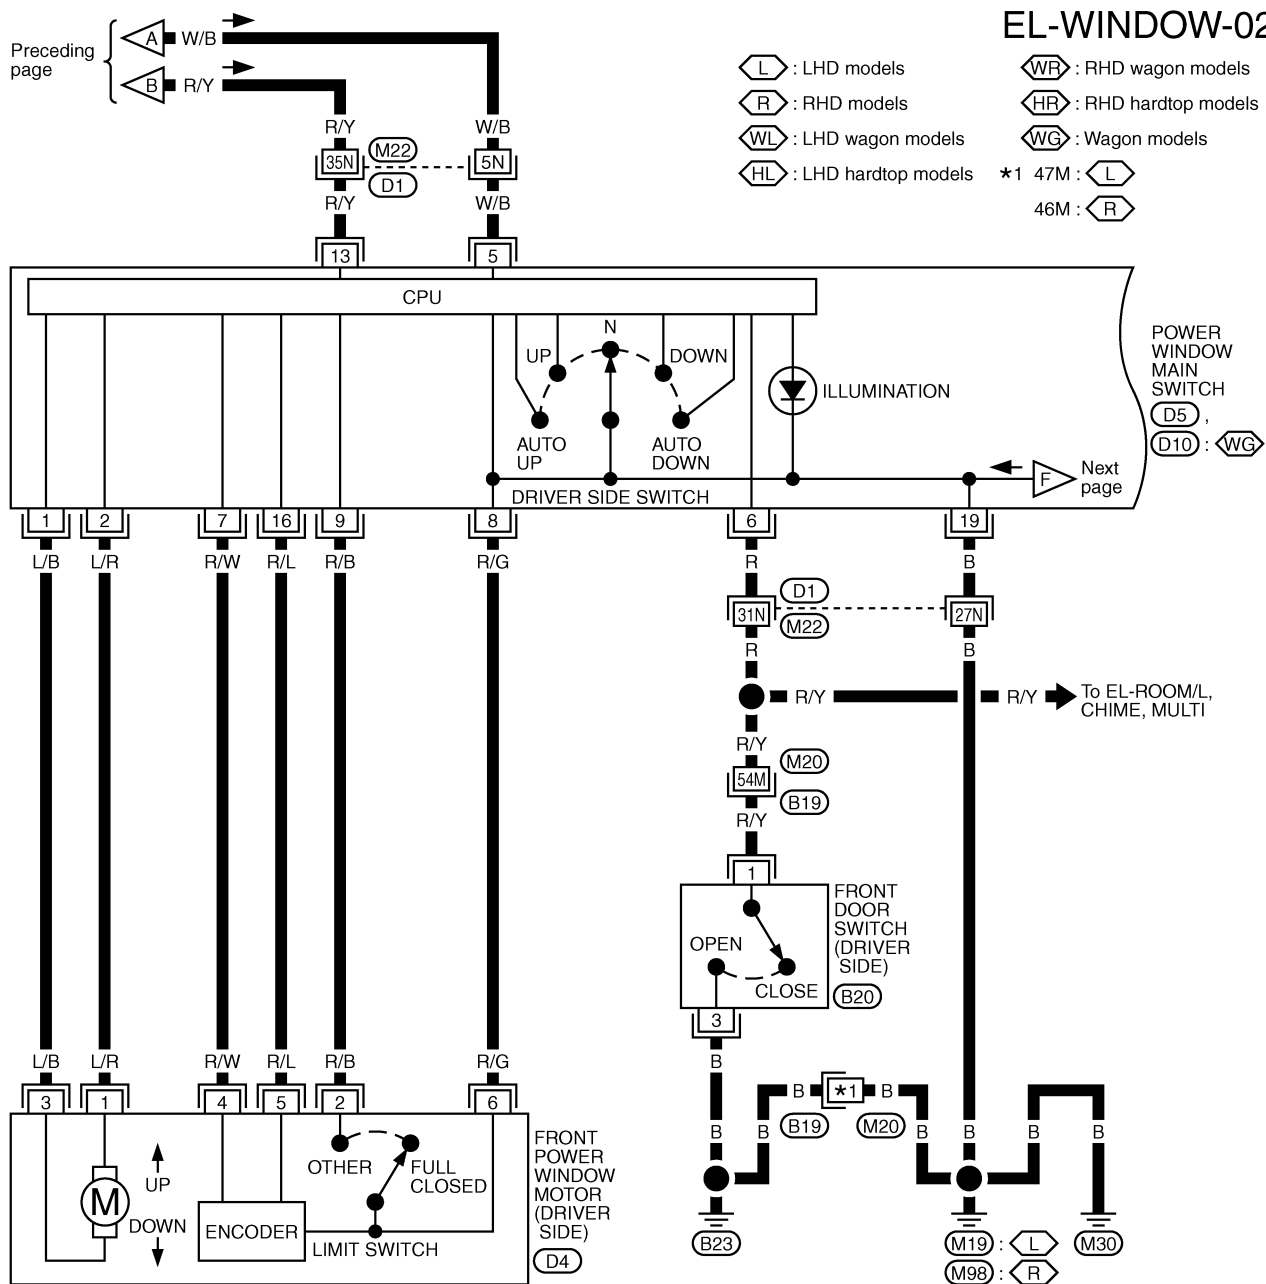 EL-WINDOW-02
Preceding
page
A
W/B
B
R/Y
R/Y
W/B
35N
M22
D1
5N
R/Y
W/B
L : LHD models
R : RHD models
WL : LHD wagon models
HL : LHD hardtop models
WR : RHD wagon models
HR : RHD hardtop models
WG : Wagon models
*1 47M : L
46M : R
13
5
CPU
N
UP
DOWN
AUTO
UP
AUTO
DOWN
ILLUMINATION
DRIVER SIDE SWITCH
F
Next
page
POWER
WINDOW
MAIN
SWITCH
D5 ,
D10 : WG
1
2
7
16
9
8
6
19
L/B
L/R
R/W
R/L
R/B
R/G
R
B
31N
D1
M22
27N
R
B
R/Y
R/Y
To EL-ROOM/L,
CHIME, MULTI
R/Y
54M
M20
B19
R/Y
1
FRONT
DOOR
SWITCH
(DRIVER
SIDE)
B20
OPEN
CLOSE
3
B
L/B
L/R
R/W
R/L
R/B
R/G
3
1
4
5
2
6
M
UP
DOWN
ENCODER
OTHER
FULL
CLOSED
LIMIT SWITCH
FRONT
POWER
WINDOW
MOTOR
(DRIVER
SIDE)
D4
B
*1
B
B19
M20
B
B
B
B
B
B
B23
M19 : L
M98 : R
M30